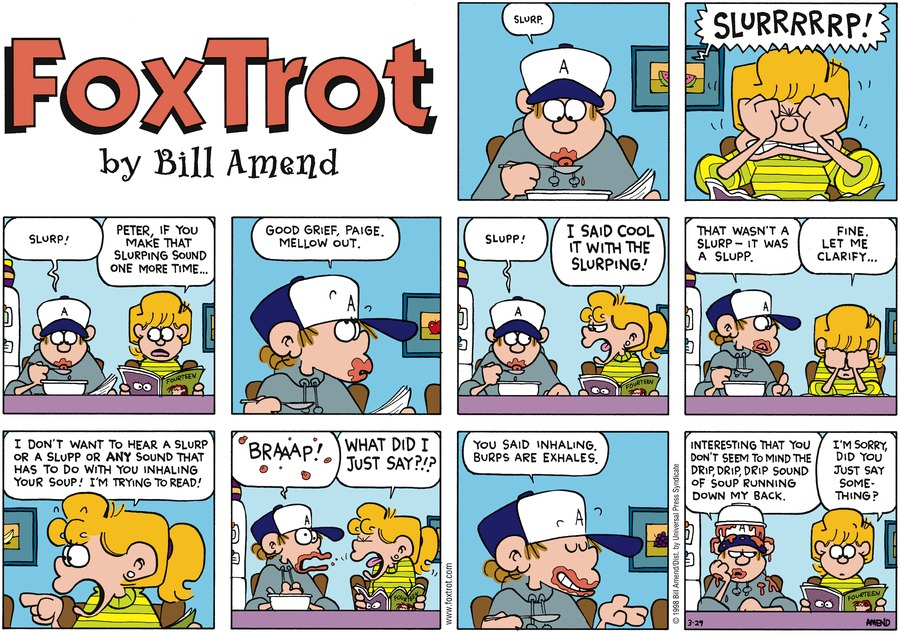 FOXTROT
by Bill Amend
SLURP.
A
SLURRRRRP!
SLURP!
PETER, IF YOU
MAKE THAT
SLURPING SOUND
ONE MORE TIME...
A
FOURTEEN
GOOD GRIEF, PAIGE.
MELLOW OUT.
A
SLUPP!
I SAID COOL
IT WITH THE
SLURPING!
A
FOURTEEN
THAT WASN'T A
SLURP – IT WAS
A SLUPP.
FINE.
LET ME
CLARIFY...
A
I DON'T WANT TO HEAR A SLURP
OR A SLUPP OR ANY SOUND THAT
HAS TO DO WITH YOU INHALING
YOUR SOUP! I'M TRYING TO READ!
BRAAAP!
WHAT DID I
JUST SAY?!?
A
FOURTEEN
www.foxtrot.com
YOU SAID INHALING.
BURPS ARE EXHALES.
A
© 1998 Bill Amend/Dist. by Universal Press Syndicate
INTERESTING THAT YOU
DON'T SEEM TO MIND THE
DRIP, DRIP, DRIP SOUND
OF SOUP RUNNING
DOWN MY BACK.
I'M SORRY,
DID YOU
JUST SAY
SOME-
THING?
A
FOURTEEN
3-29
AMEND